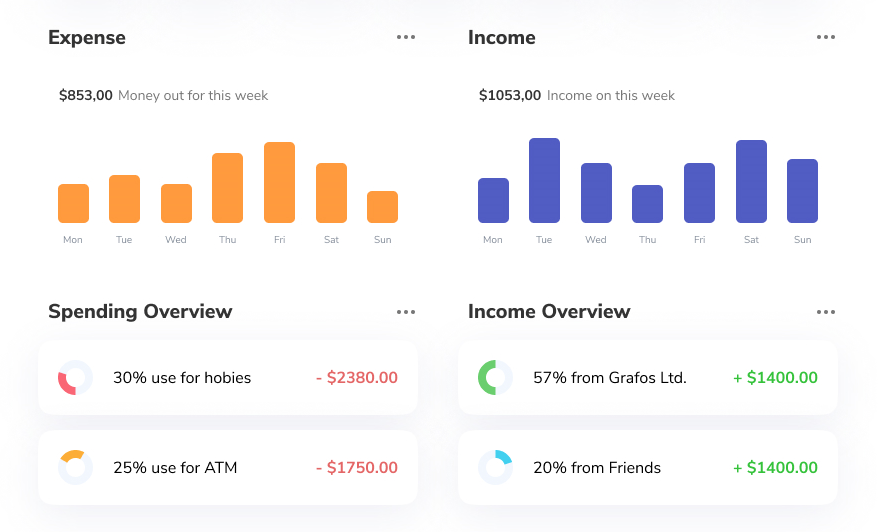 Expense
$853,00 Money out for this week
Mon Tue Wed Thu Fri Sat Sun
Income
$1053,00 Income on this week
Mon Tue Wed Thu Fri Sat Sun
Spending Overview
30% use for hobies - $2380.00
25% use for ATM - $1750.00
Income Overview
57% from Grafos Ltd. + $1400.00
20% from Friends + $1400.00